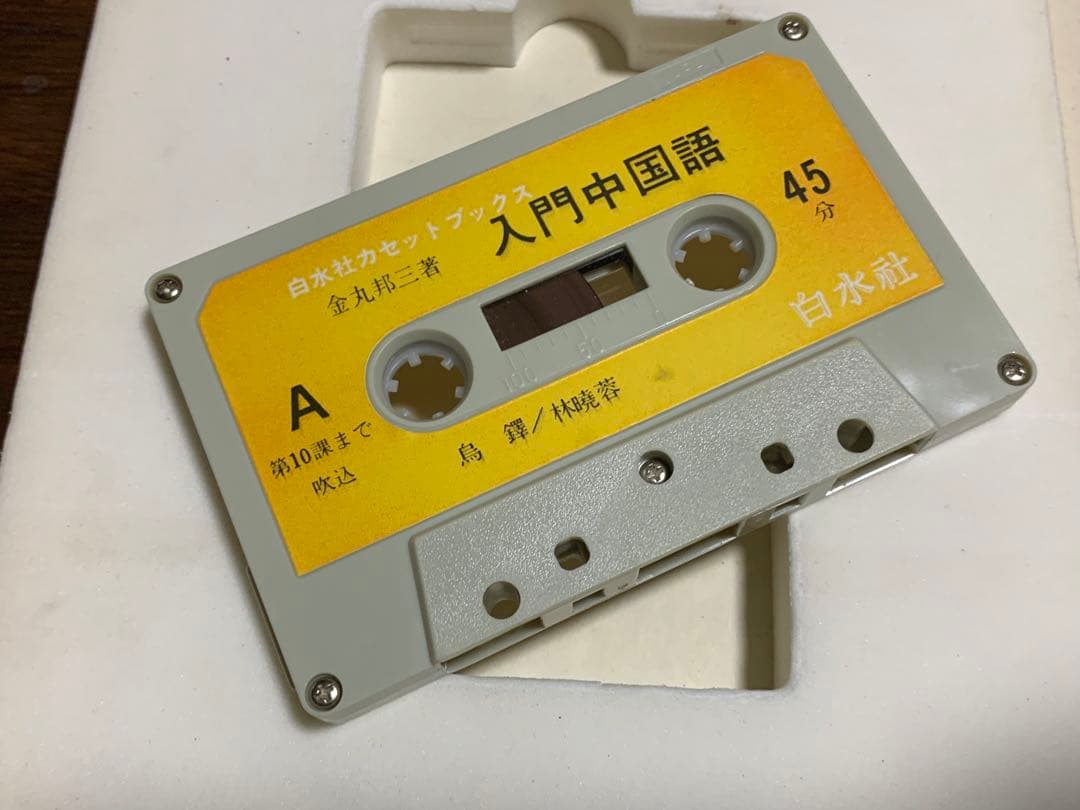 白水社カセットブックス
入門中国語
金丸邦三著
45
分
白水社
A
第10課まで
吹込
烏 鐸/林曉蓉
100 50